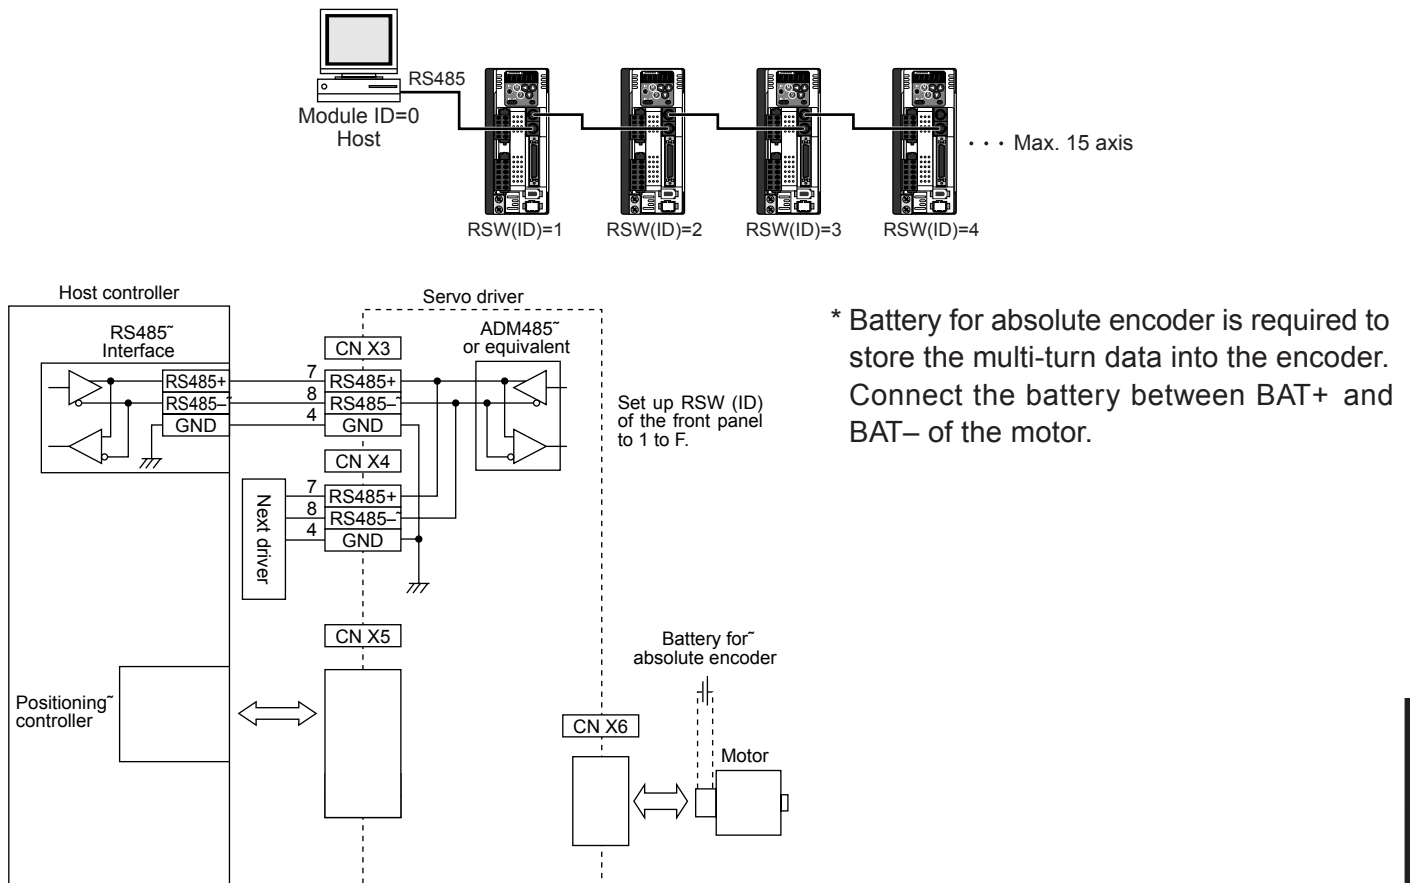 RS485
Module ID=0
Host
· · · Max. 15 axis
RSW(ID)=1
RSW(ID)=2
RSW(ID)=3
RSW(ID)=4
Host controller
Servo driver
RS485˜
Interface
CN X3
ADM485˜
or equivalent
RS485+
7
RS485+
RS485–˜
8
RS485–˜
GND
4
GND
Set up RSW (ID)
of the front panel
to 1 to F.
CN X4
Next driver
7
RS485+
8
RS485–˜
4
GND
CN X5
Positioning˜
controller
Battery for˜
absolute encoder
CN X6
Motor
* Battery for absolute encoder is required to
store the multi-turn data into the encoder.
Connect the battery between BAT+ and
BAT– of the motor.